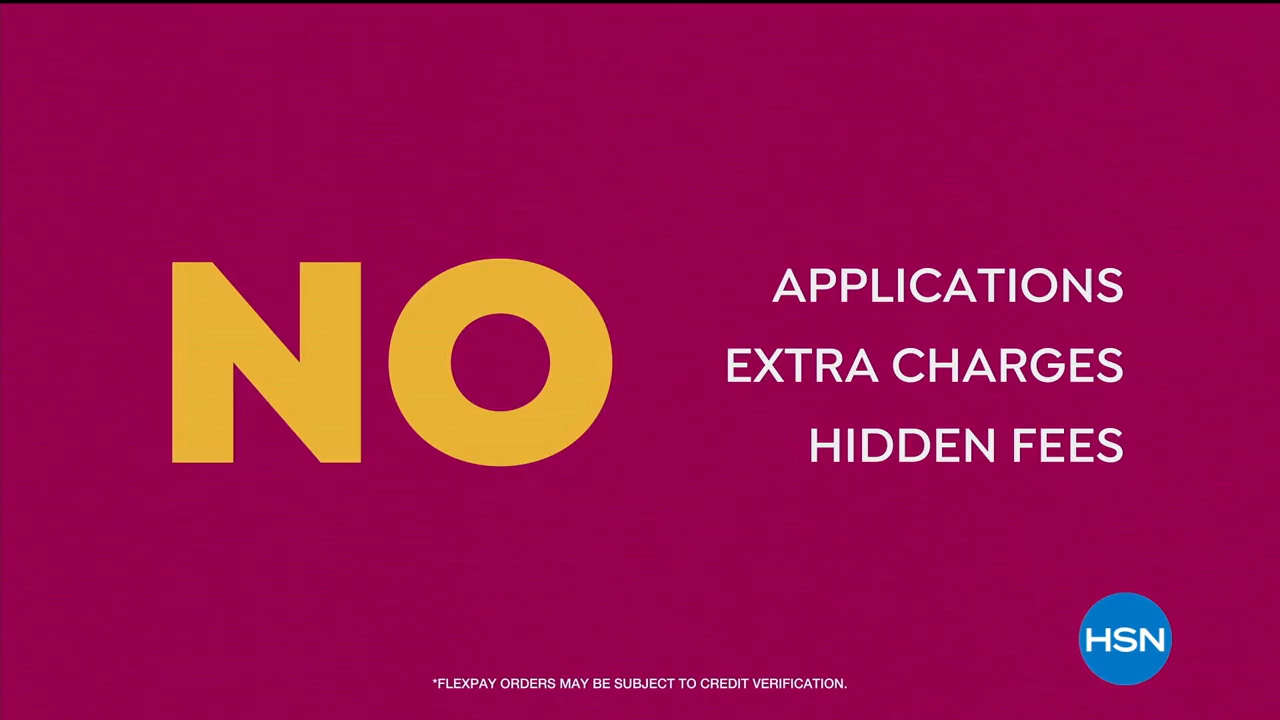 NO
APPLICATIONS
EXTRA CHARGES
HIDDEN FEES
HSN
*FLEXPAY ORDERS MAY BE SUBJECT TO CREDIT VERIFICATION.